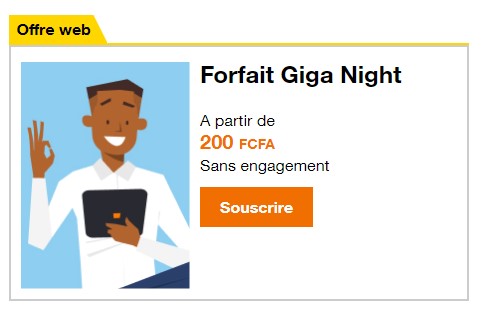 Offre web
Forfait Giga Night
A partir de
200 FCFA
Sans engagement
Souscrire